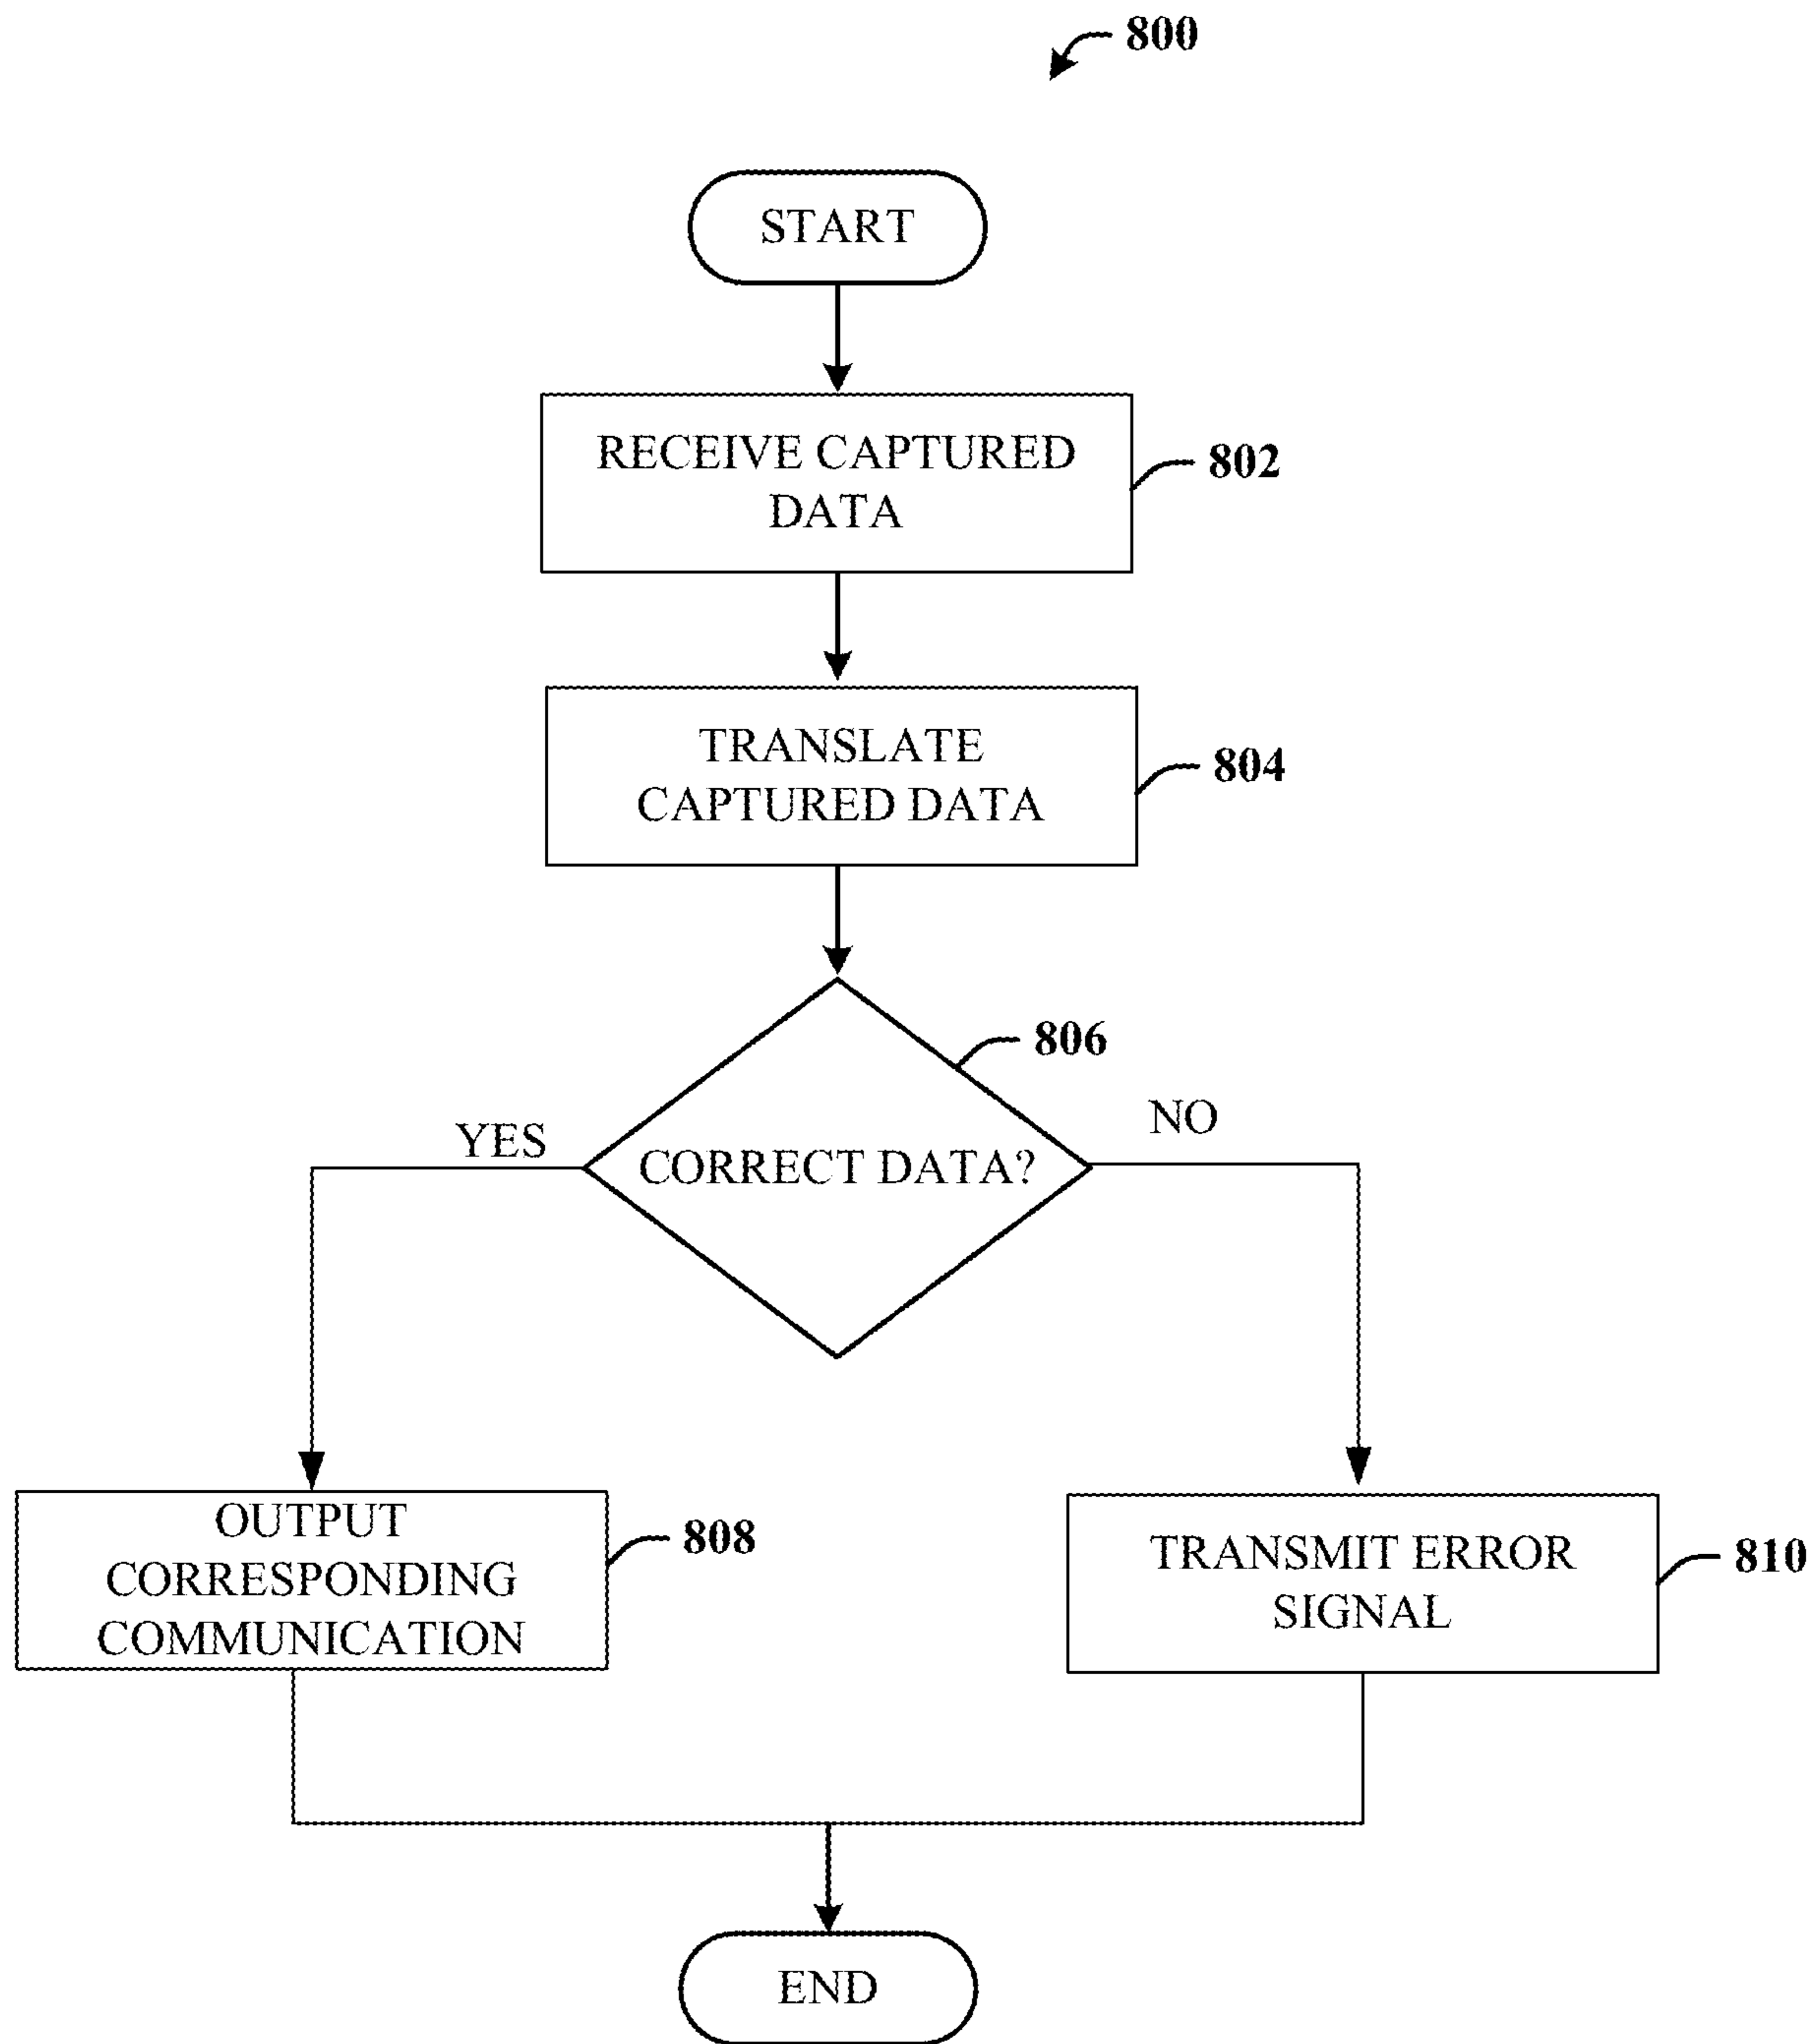 800
START
RECEIVE CAPTURED
DATA
802
TRANSLATE
CAPTURED DATA
804
806
YES
CORRECT DATA?
NO
OUTPUT
CORRESPONDING
COMMUNICATION
808
TRANSMIT ERROR
SIGNAL
810
END